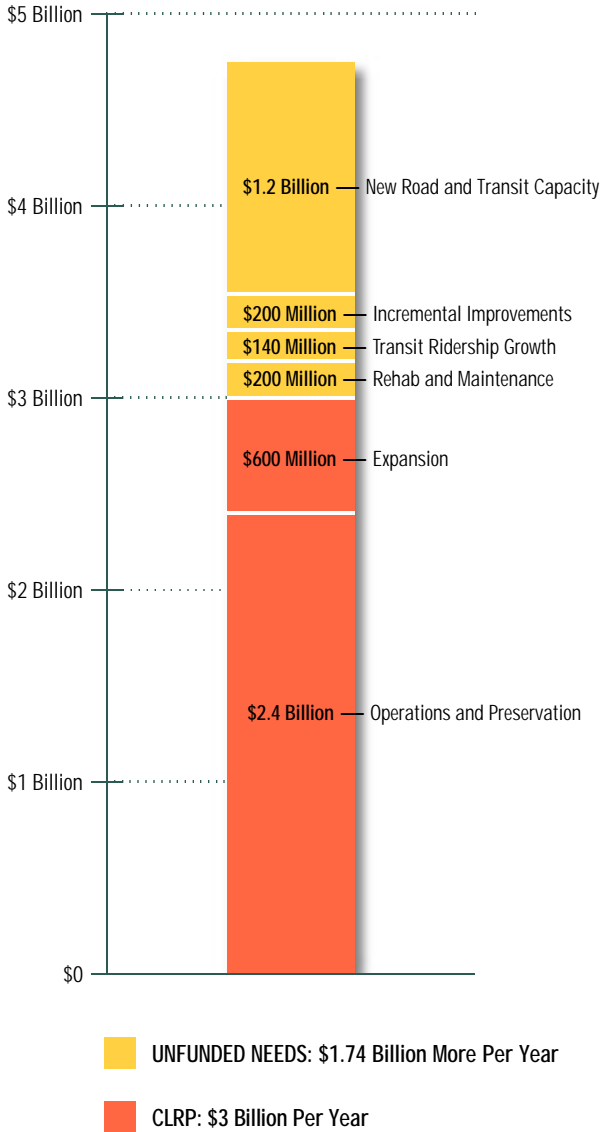 $5 Billion
$1.2 Billion New Road and Transit Capacity
$4 Billion
$200 Million Incremental Improvements
$140 Million Transit Ridership Growth
$200 Million Rehab and Maintenance
$3 Billion
$600 Million Expansion
$2 Billion
$2.4 Billion Operations and Preservation
$1 Billion
$0
UNFUNDED NEEDS: $1.74 Billion More Per Year
CLRP: $3 Billion Per Year